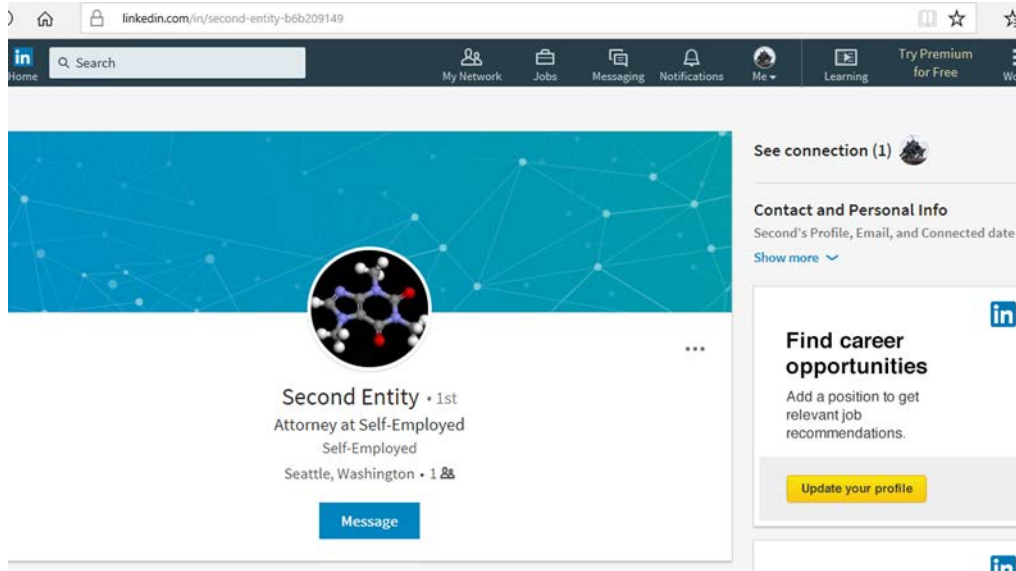 linkedin.com/in/second-entity-b6b209149
in
Home
Search
My Network
Jobs
Messaging
Notifications
Me
Learning
Try Premium
for Free
See connection (1)
Contact and Personal Info
Second's Profile, Email, and Connected date
Show more
in
Find career
opportunities
Add a position to get
relevant job
recommendations.
Update your profile
Second Entity • 1st
Attorney at Self-Employed
Self-Employed
Seattle, Washington • 1
Message
in